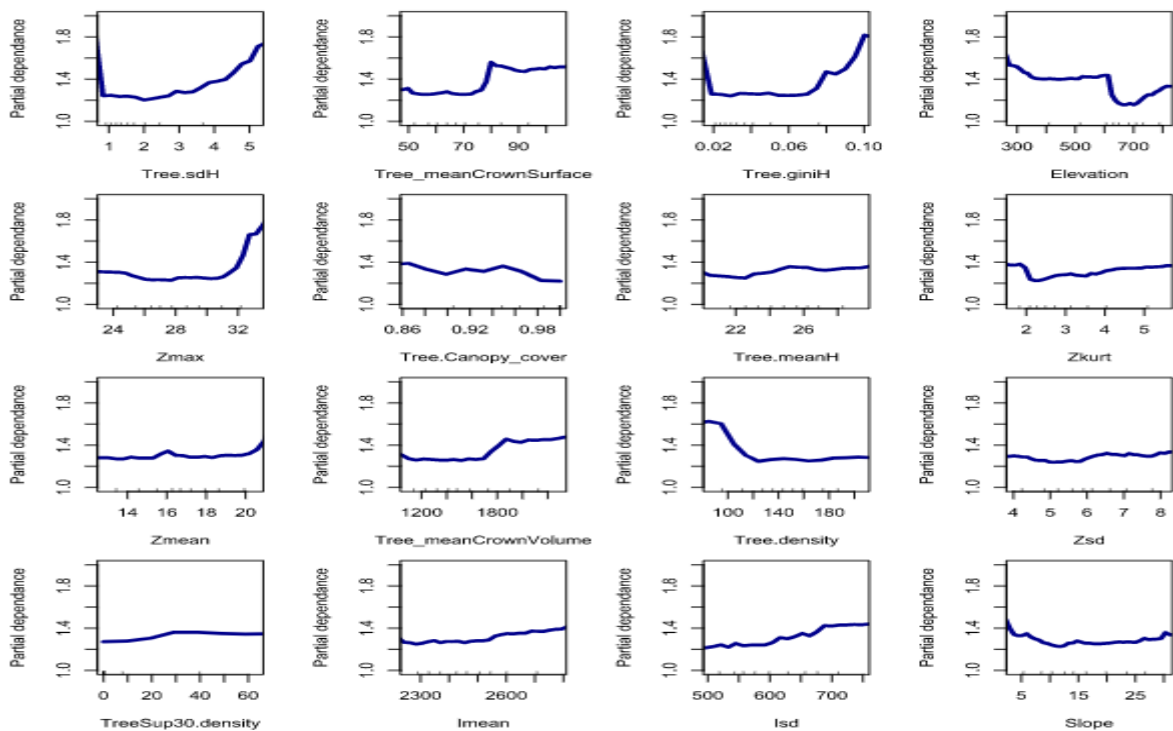 Partial dependance
1.0 1.4 1.8
1 2 3 4 5
Tree.sdH
Partial dependance
1.0 1.4 1.8
50 70 90
Tree_meanCrownSurface
Partial dependance
1.0 1.4 1.8
0.02 0.06 0.10
Tree.giniH
Partial dependance
1.0 1.4 1.8
300 500 700
Elevation
Partial dependance
1.0 1.4 1.8
24 28 32
Zmax
Partial dependance
1.0 1.4 1.8
0.86 0.92 0.98
Tree.Canopy_cover
Partial dependance
1.0 1.4 1.8
22 26
Tree.meanH
Partial dependance
1.0 1.4 1.8
2 3 4 5
Zkurt
Partial dependance
1.0 1.4 1.8
14 16 18 20
Zmean
Partial dependance
1.0 1.4 1.8
1200 1800
Tree_meanCrownVolume
Partial dependance
1.0 1.4 1.8
100 140 180
Tree.density
Partial dependance
1.0 1.4 1.8
4 5 6 7 8
Zsd
Partial dependance
1.0 1.4 1.8
0 20 40 60
TreeSup30.density
Partial dependance
1.0 1.4 1.8
2300 2600
Imean
Partial dependance
1.0 1.4 1.8
500 600 700
Isd
Partial dependance
1.0 1.4 1.8
5 15 25
Slope